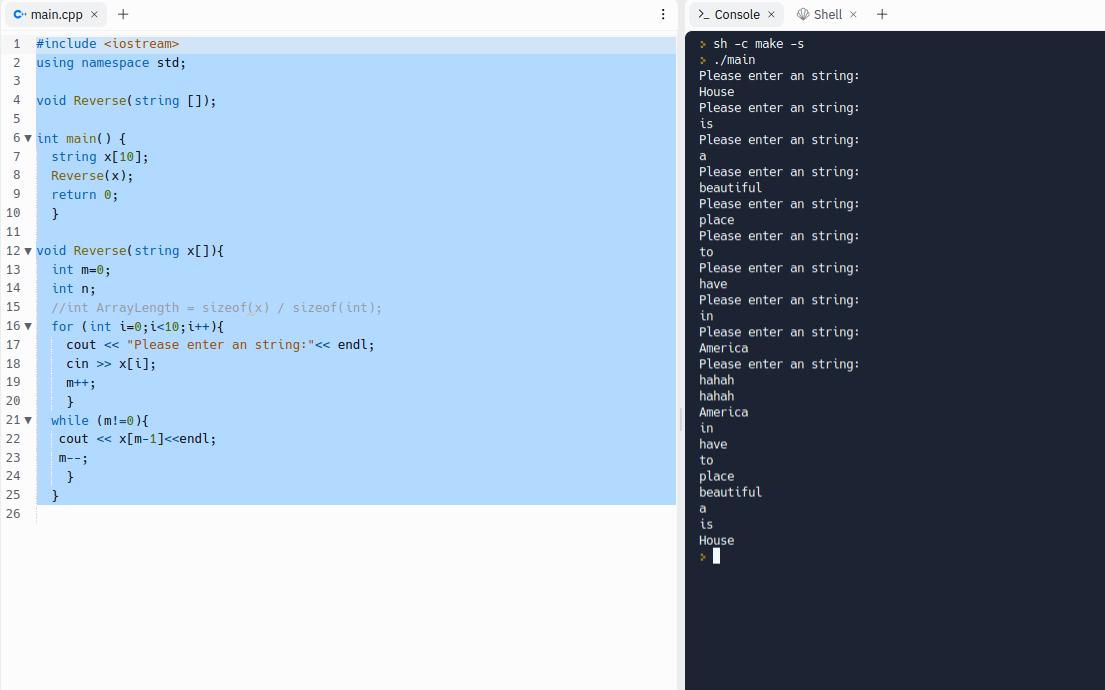 main.cpp
#include <iostream>
using namespace std;
void Reverse(string []);
int main() {
string x[10];
Reverse(x);
return 0;
}
void Reverse(string x[]){
int m=0;
int n;
//int ArrayLength = sizeof(x) / sizeof(int);
for (int i=0;i<10;i++){
cout << "Please enter an string:"<< endl;
cin >> x[i];
m++;
}
while (m!=0){
cout << x[m-1]<<endl;
m--;
}
}
1
2
3
4
5
6
7
8
9
10
11
12
13
14
15
16
17
18
19
20
21
22
23
24
25
26
Console
Shell
sh -c make -s
./main
Please enter an string:
House
Please enter an string:
is
Please enter an string:
a
Please enter an string:
beautiful
Please enter an string:
place
Please enter an string:
to
Please enter an string:
have
Please enter an string:
in
Please enter an string:
America
Please enter an string:
hahah
hahah
America
in
have
to
place
beautiful
a
is
House